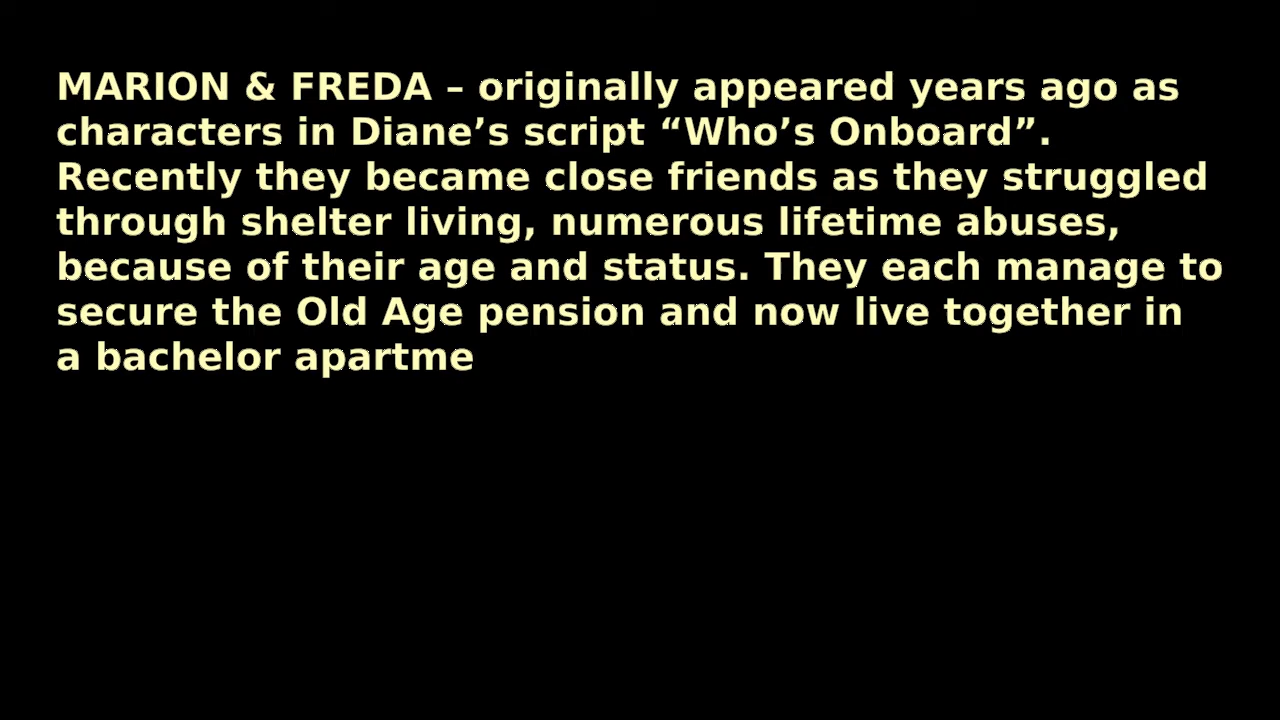 MARION & FREDA – originally appeared years ago as
characters in Diane’s script “Who’s Onboard”.
Recently they became close friends as they struggled
through shelter living, numerous lifetime abuses,
because of their age and status. They each manage to
secure the Old Age pension and now live together in
a bachelor apartme